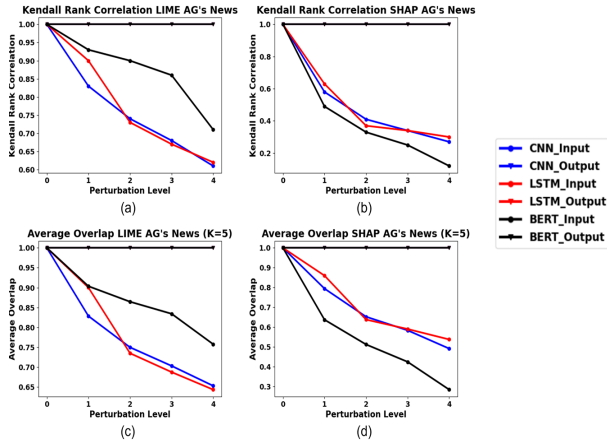 Kendall Rank Correlation LIME AG's News
Kendall Rank Correlation
1.00
0.95
0.90
0.85
0.80
0.75
0.70
0.65
0.60
0 1 2 3 4
Perturbation Level
(a)
Kendall Rank Correlation SHAP AG's News
Kendall Rank Correlation
1.0
0.8
0.6
0.4
0.2
0 1 2 3 4
Perturbation Level
(b)
CNN_Input
CNN_Output
LSTM_Input
LSTM_Output
BERT_Input
BERT_Output
Average Overlap LIME AG's News (K=5)
Average Overlap
1.00
0.95
0.90
0.85
0.80
0.75
0.70
0.65
0 1 2 3 4
Perturbation Level
(c)
Average Overlap SHAP AG's News (K=5)
Average Overlap
1.0
0.9
0.8
0.7
0.6
0.5
0.4
0.3
0 1 2 3 4
Perturbation Level
(d)